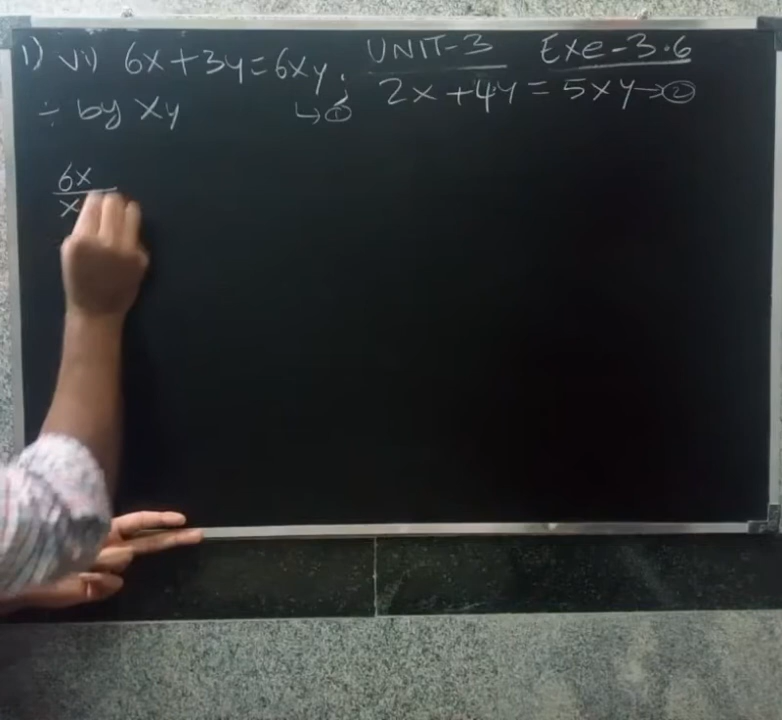 UNIT-3 Exe-3.6
1) vi) 6x+3y=6xy; 2x+4y=5xy→②
÷ by xy ↳①
6x
x